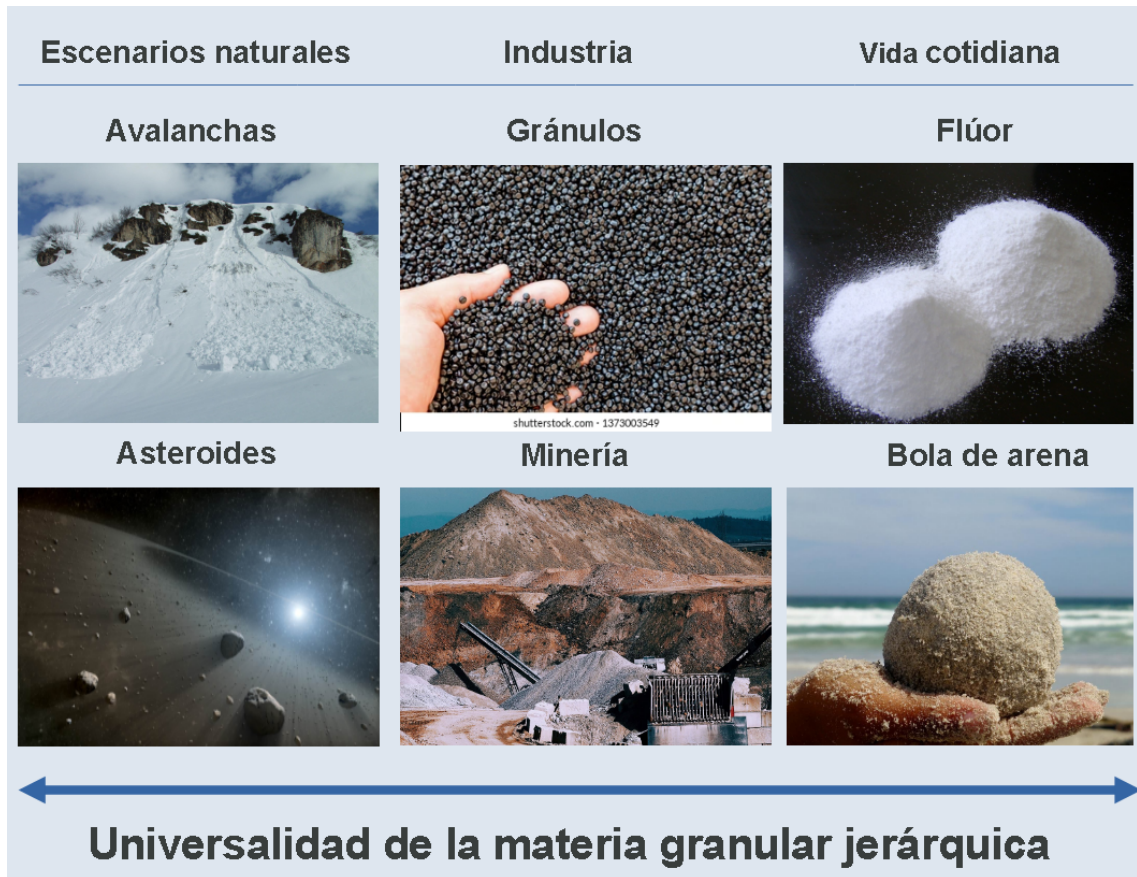 Escenarios naturales
Industria
Vida cotidiana
Avalanchas
Gránulos
Flúor
shutterstock.com · 1373003549
Asteroides
Minería
Bola de arena
Universalidad de la materia granular jerárquica